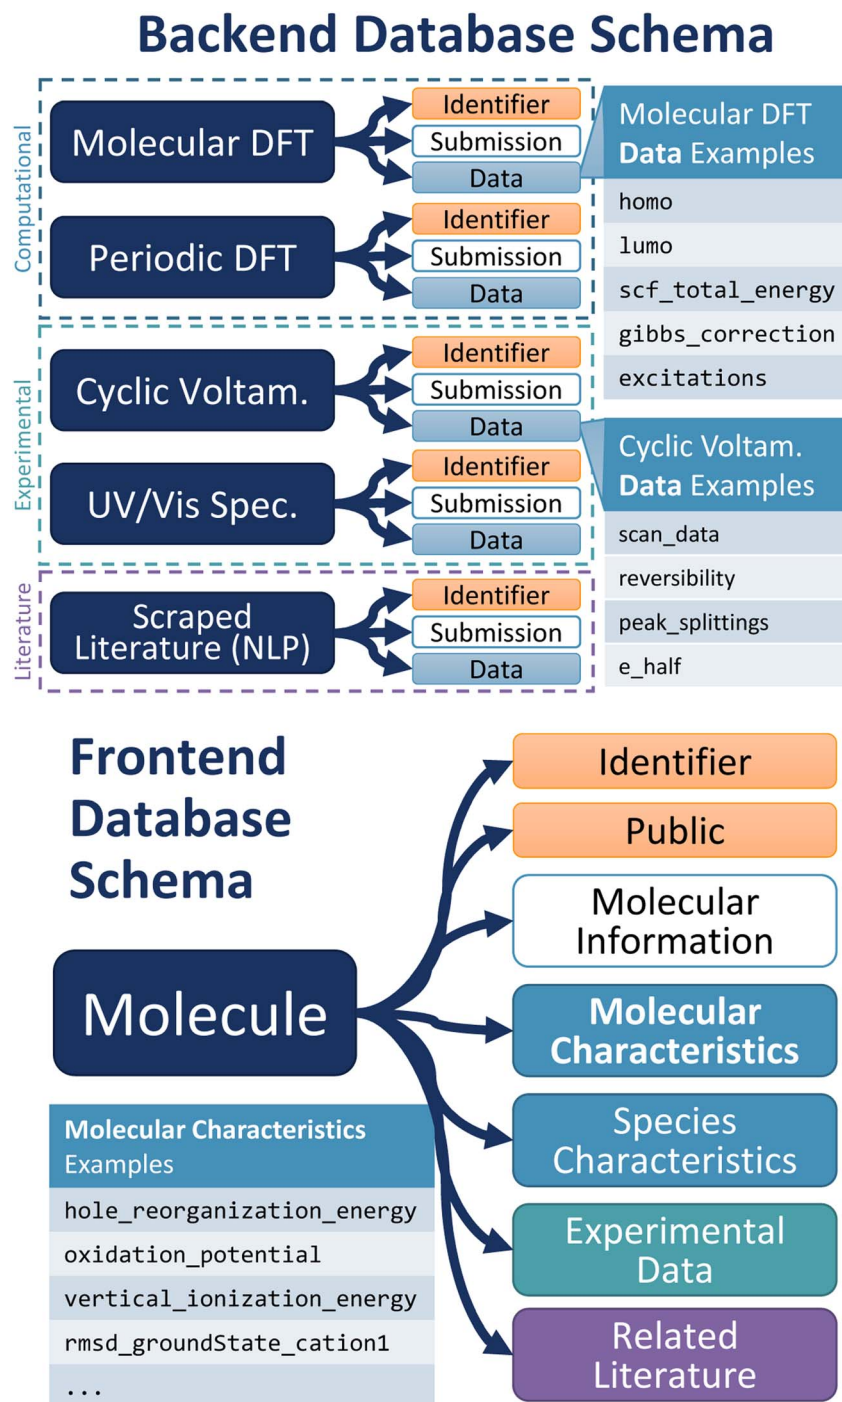 Backend Database Schema
Computational
Molecular DFT
Identifier
Submission
Data
Periodic DFT
Identifier
Submission
Data
Molecular DFT
Data Examples
homo
lumo
scf_total_energy
gibbs_correction
excitations
Experimental
Cyclic Voltam.
Identifier
Submission
Data
UV/Vis Spec.
Identifier
Submission
Data
Cyclic Voltam.
Data Examples
scan_data
reversibility
peak_splittings
e_half
Literature
Scraped
Literature (NLP)
Identifier
Submission
Data
Frontend
Database
Schema
Molecule
Identifier
Public
Molecular
Information
Molecular
Characteristics
Species
Characteristics
Experimental
Data
Related
Literature
Molecular Characteristics
Examples
hole_reorganization_energy
oxidation_potential
vertical_ionization_energy
rmsd_groundState_cation1
...